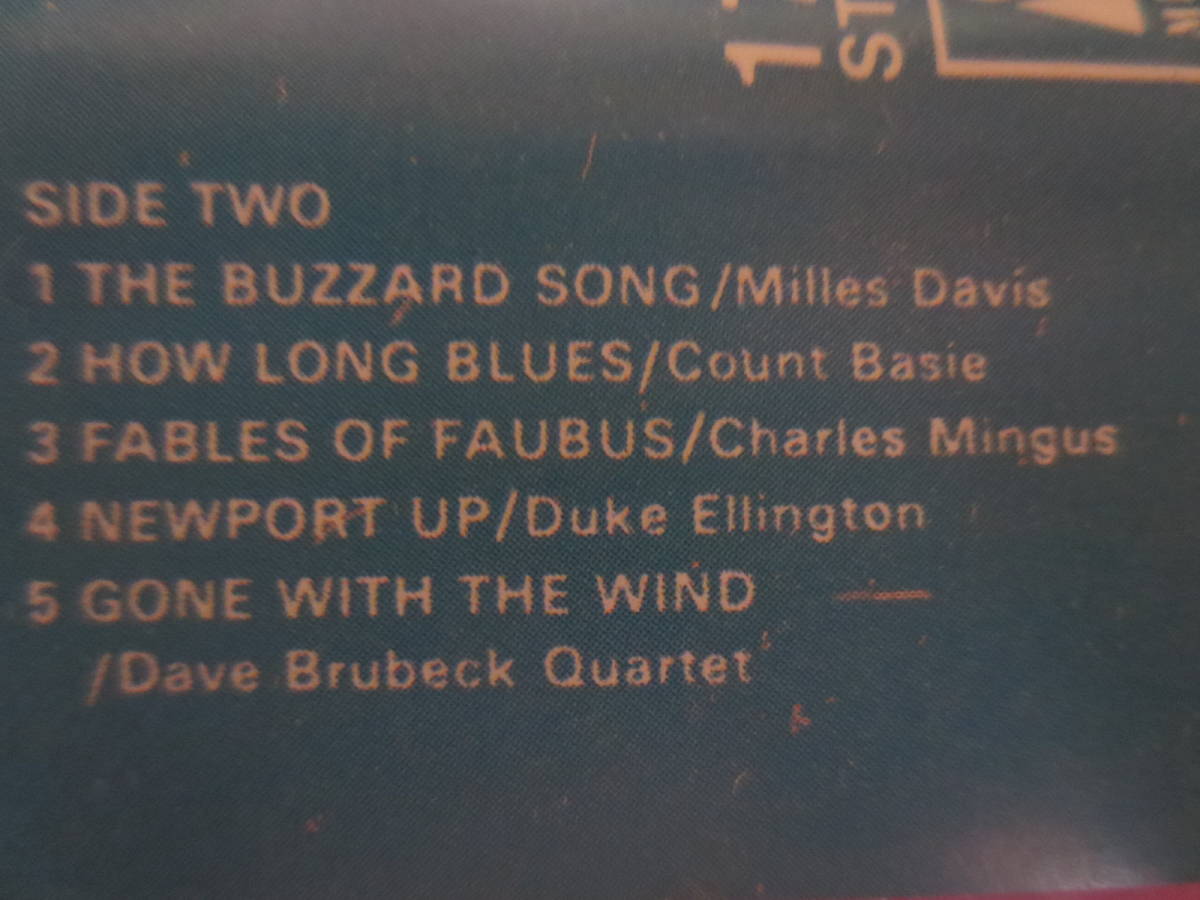 SIDE TWO
1 THE BUZZARD SONG/Milles Davis
2 HOW LONG BLUES/Count Basie
3 FABLES OF FAUBUS/Charles Mingus
4 NEWPORT UP/Duke Ellington
5 GONE WITH THE WIND
/Dave Brubeck Quartet